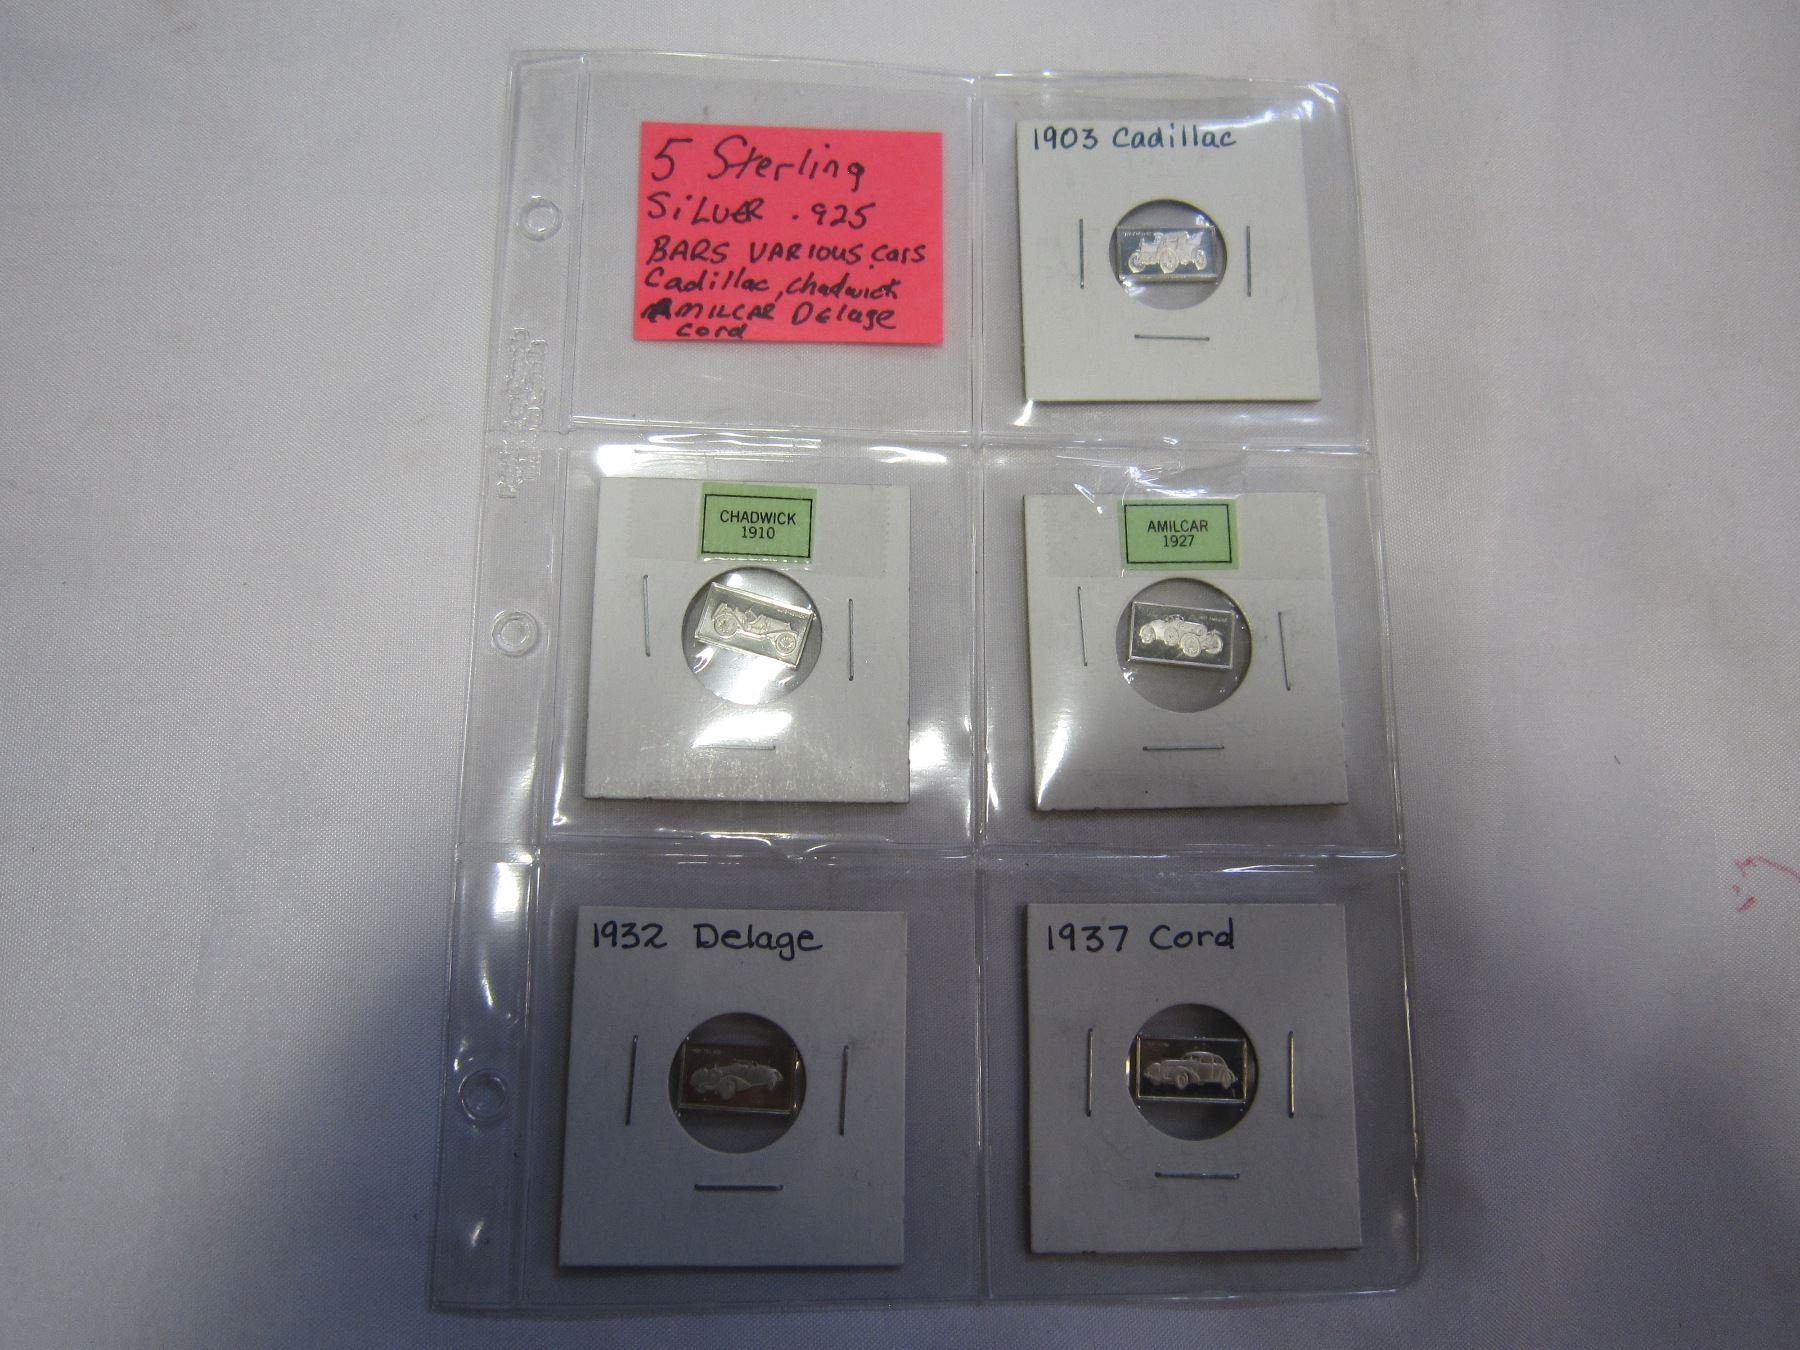 5 Sterling
SiLVER .925
BARS VARIOUS cars
Cadillac, Chadwick
AMILCAR DElage
cord
1903 Cadillac
CHADWICK
1910
AMILCAR
1927
1932 Delage
1937 Cord